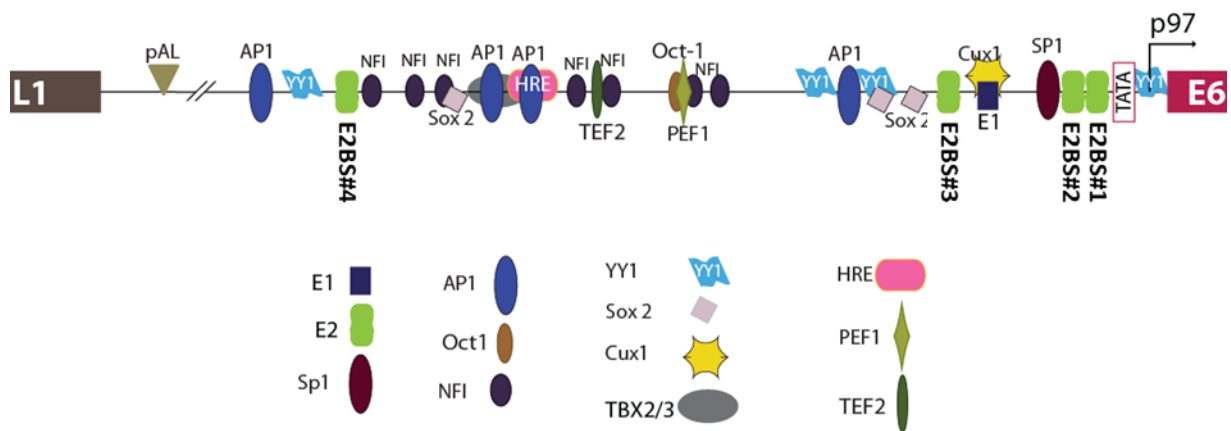 p97
pAL
AP1
NFI
NFI
NFI
AP1
AP1
NFI
NFI
Oct-1
NFI
AP1
Cux1
SP1
L1
YY1
HRE
YY1
YY1
TATA
YY1
E6
Sox 2
TEF2
PEF1
Sox 2
E1
E2BS#4
E2BS#3
E2BS#2
E2BS#1
E1
E2
Sp1
AP1
Oct1
NFI
YY1
YY1
Sox 2
Cux1
TBX2/3
HRE
PEF1
TEF2